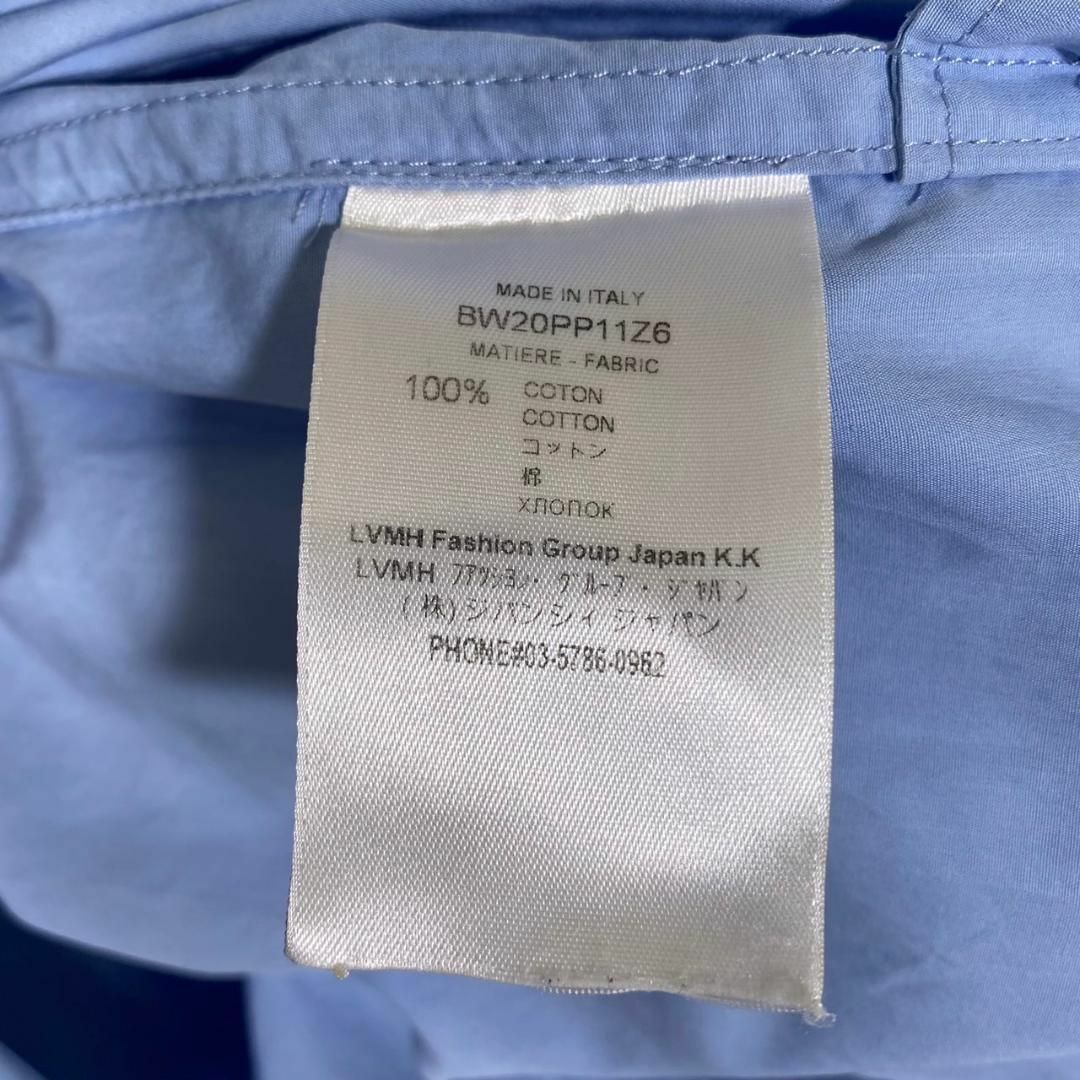 MADE IN ITALY
BW20PP11Z6
MATIERE - FABRIC
100% COTON
COTTON
コットン
棉
ХЛОПОК
LVMH Fashion Group Japan K.K
LVMH ファッション・グループ・ジャパン
(株)ジバンシィ ジャパン
PHONE#03-5786-0962